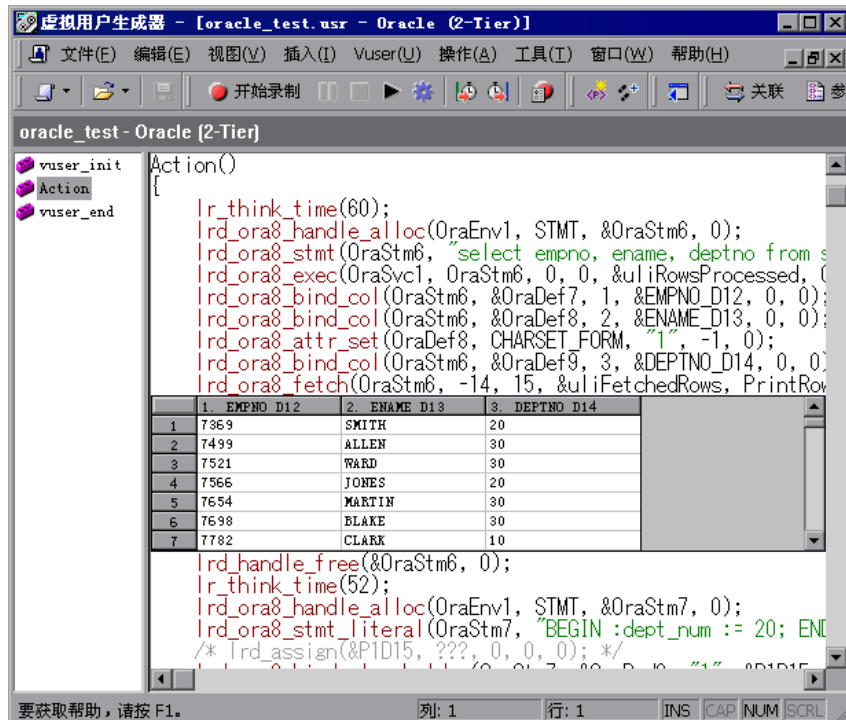 虚拟用户生成器 - [oracle_test.usr - Oracle (2-Tier)]
文件(F) 编辑(E) 视图(V) 插入(I) Vuser(U) 操作(A) 工具(T) 窗口(W) 帮助(H)
开始录制 关联 参
oracle_test - Oracle (2-Tier)
vuser_init
Action
vuser_end
Action()
{
lr_think_time(60);
lrd_ora8_handle_alloc(OraEnv1, STMT, &OraStm6, 0);
lrd_ora8_stmt(OraStm6, "select empno, ename, deptno from s
lrd_ora8_exec(OraSvc1, OraStm6, 0, 0, &uliRowsProcessed, 0
lrd_ora8_bind_col(OraStm6, &OraDef7, 1, &EMPNO_D12, 0, 0);
lrd_ora8_bind_col(OraStm6, &OraDef8, 2, &ENAME_D13, 0, 0);
lrd_ora8_attr_set(OraDef8, CHARSET_FORM, "1", -1, 0);
lrd_ora8_bind_col(OraStm6, &OraDef9, 3, &DEPTNO_D14, 0, 0)
lrd_ora8_fetch(OraStm6, -14, 15, &uliFetchedRows, PrintRow
1. EMPNO D12 2. ENAME D13 3. DEPTNO D14
1 7369 SMITH 20
2 7499 ALLEN 30
3 7521 WARD 30
4 7566 JONES 20
5 7654 MARTIN 30
6 7698 BLAKE 30
7 7782 CLARK 10
lrd_handle_free(&OraStm6, 0);
lr_think_time(52);
lrd_ora8_handle_alloc(OraEnv1, STMT, &OraStm7, 0);
lrd_ora8_stmt_literal(OraStm7, "BEGIN :dept_num := 20; END
/* lrd_assign(&P1D15, ???, 0, 0, 0); */
要获取帮助，请按 F1。 列: 1 行: 1 INS CAP NUM SCRL